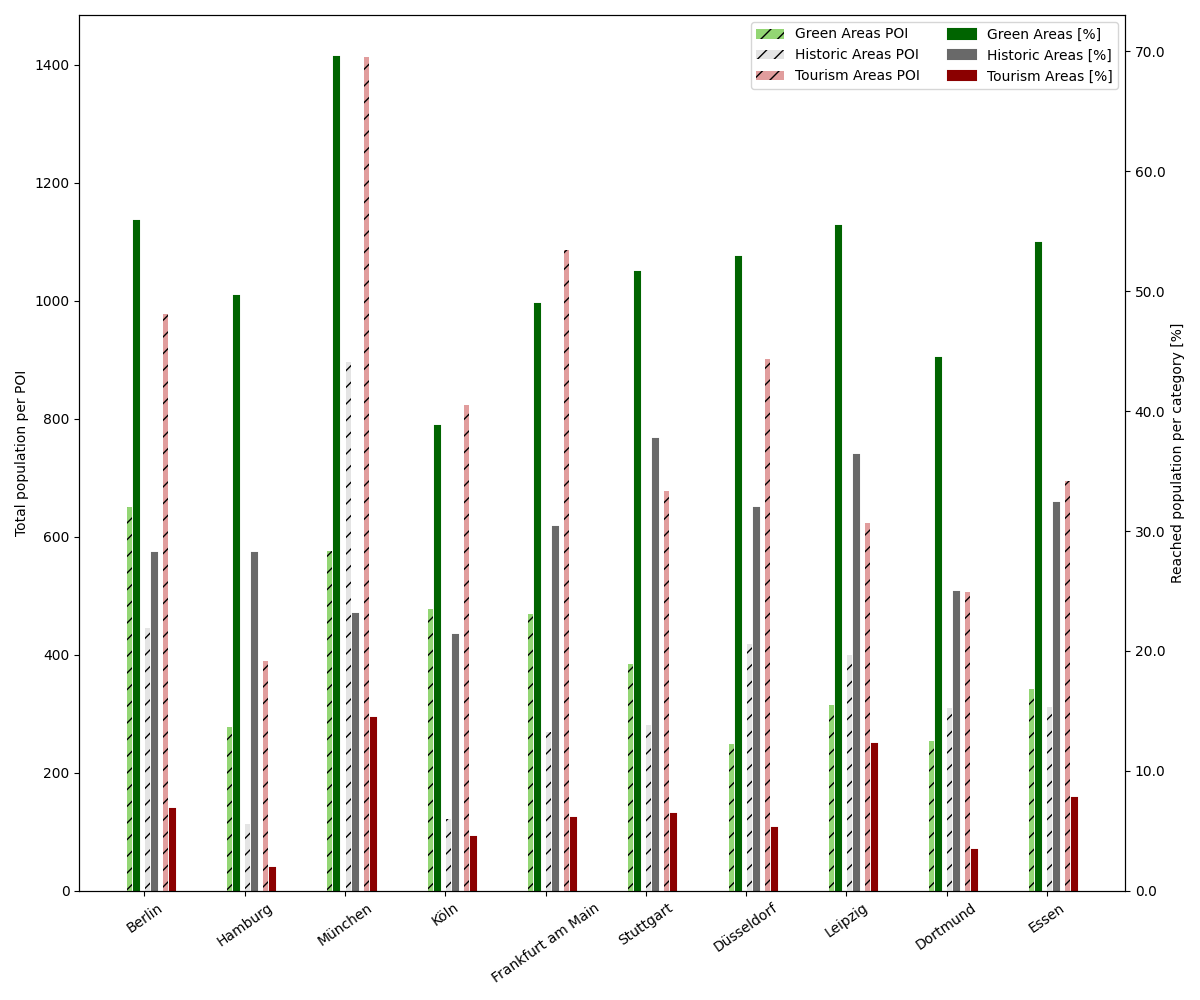 Green Areas POI
Historic Areas POI
Tourism Areas POI
Green Areas [%]
Historic Areas [%]
Tourism Areas [%]
Total population per POI
1400
1200
1000
800
600
400
200
0
70.0
60.0
50.0
40.0
30.0
20.0
10.0
0.0
Reached population per category [%]
Berlin
Hamburg
München
Köln
Frankfurt am Main
Stuttgart
Düsseldorf
Leipzig
Dortmund
Essen